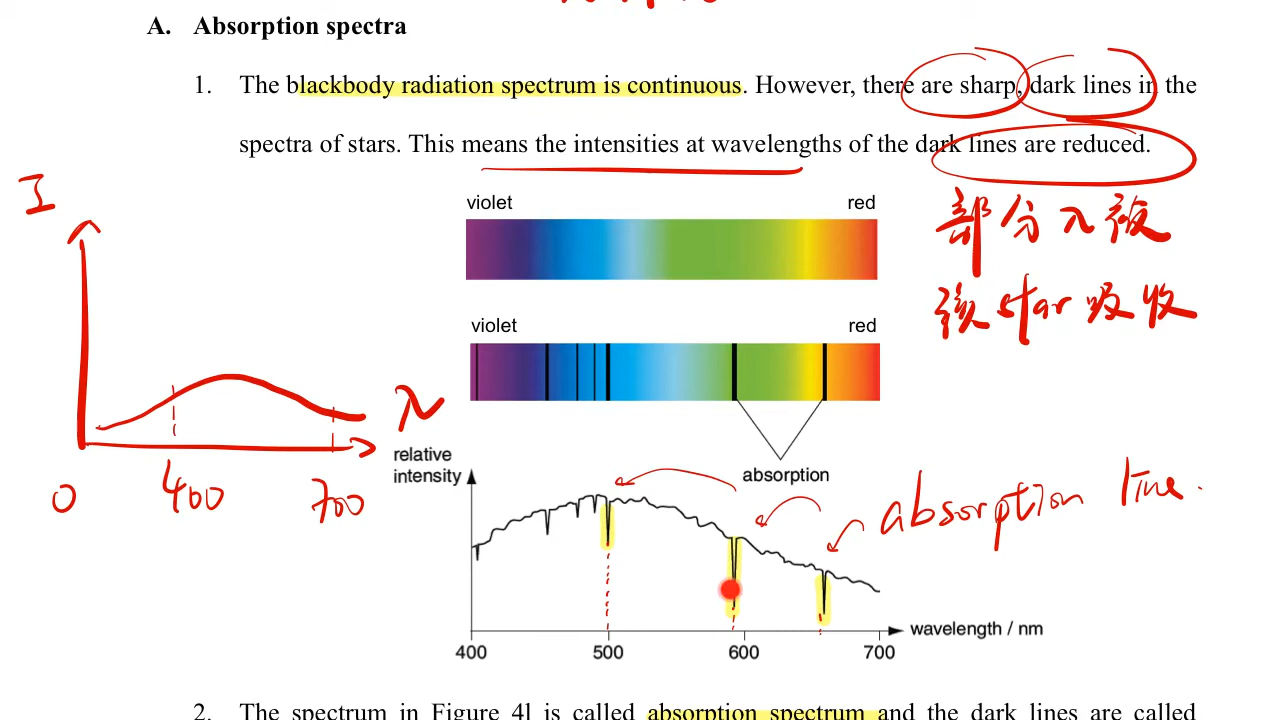 A. Absorption spectra
1. The blackbody radiation spectrum is continuous. However, there are sharp, dark lines in the
spectra of stars. This means the intensities at wavelengths of the dark lines are reduced.
I
violet red
部分λ被
該star吸收
violet red
λ
relative
intensity
absorption
absorption line.
0 400 700
wavelength / nm
400 500 600 700
2. The spectrum in Figure 4l is called absorption spectrum and the dark lines are called